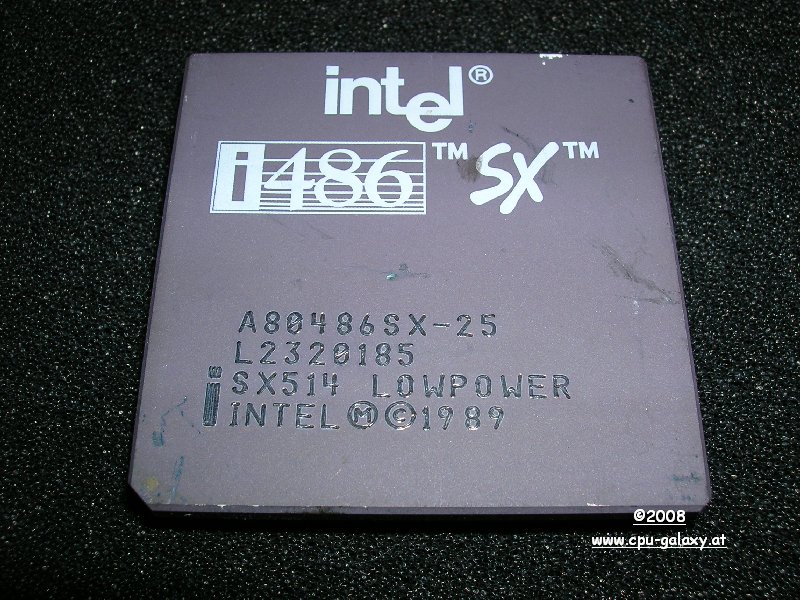 intel®
i486™ SX™
A80486SX-25
L2320185
SX514 LOWPOWER
INTEL Ⓜ©1989
©2008
www.cpu-galaxy.at